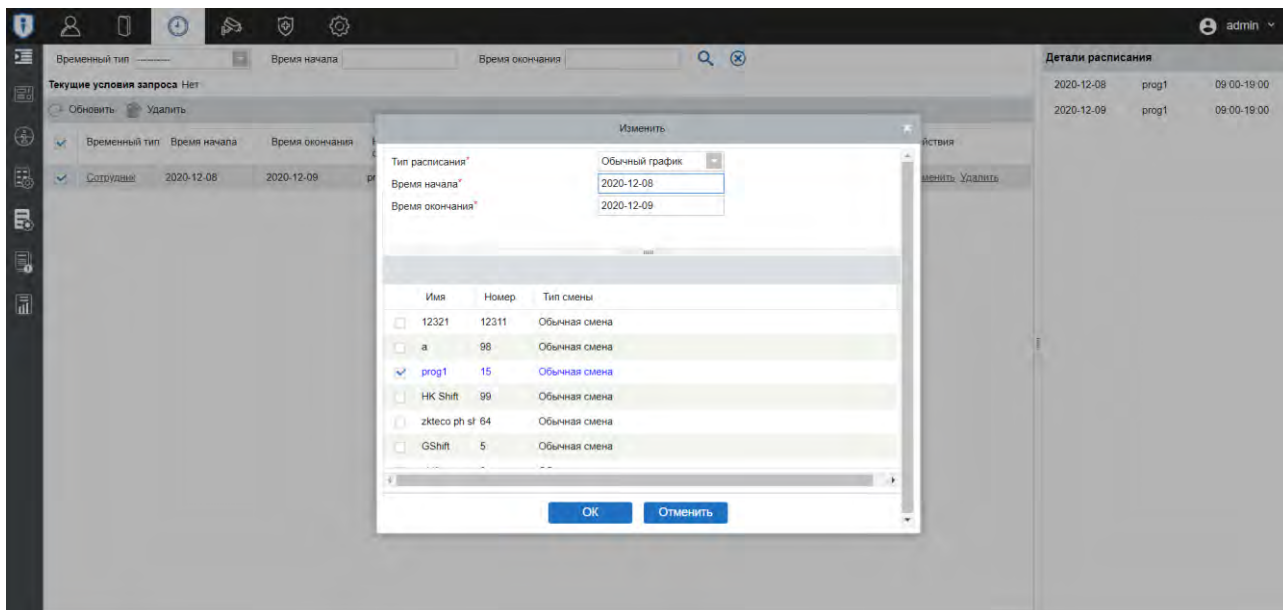 admin
Временный тип ----------
Время начала
Время окончания
Текущие условия запроса Нет
Обновить Удалить
Временный тип Время начала Время окончания
Сотрудник 2020-12-08 2020-12-09
Изменить
Тип расписания* Обычный график
Время начала* 2020-12-08
Время окончания* 2020-12-09
Имя Номер Тип смены
12321 12311 Обычная смена
a 98 Обычная смена
prog1 15 Обычная смена
HK Shift 99 Обычная смена
zkteco ph sh 64 Обычная смена
GShift 5 Обычная смена
OK Отменить
йствия
менить Удалить
Детали расписания
2020-12-08 prog1 09:00-19:00
2020-12-09 prog1 09:00-19:00